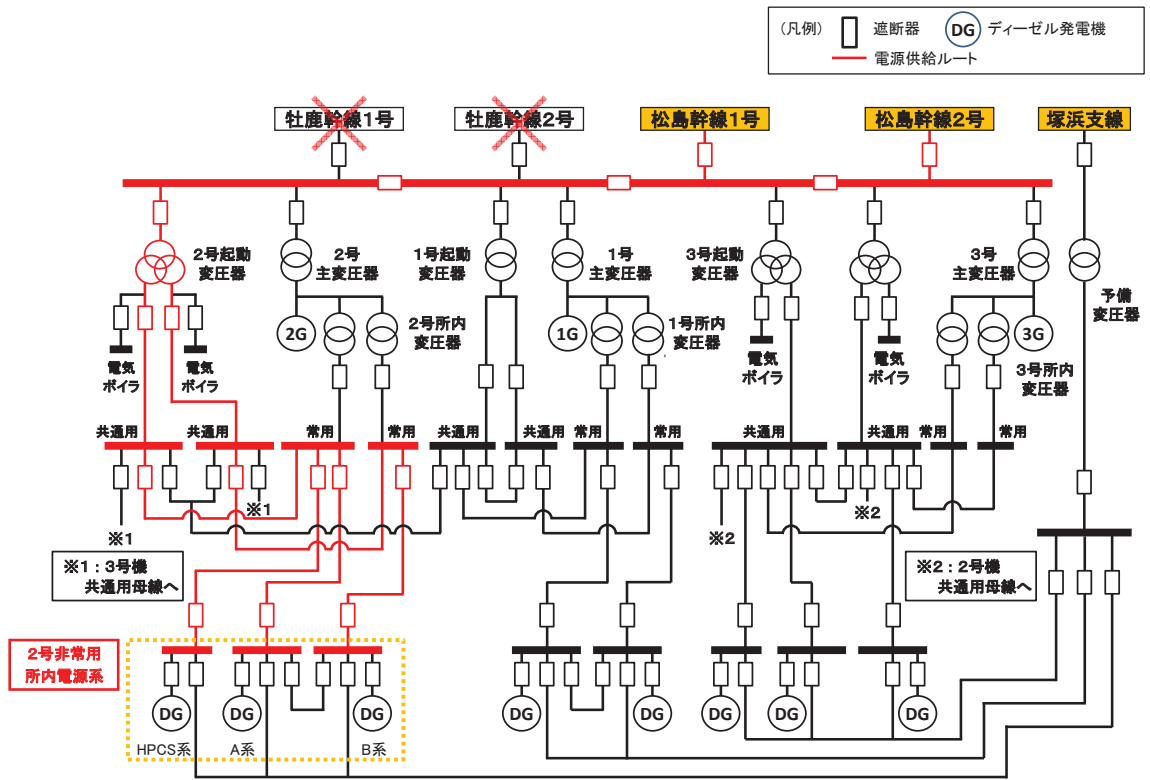 (凡例) 遮断器 DG ディーゼル発電機
電源供給ルート
牡鹿幹線1号 牡鹿幹線2号 松島幹線1号 松島幹線2号 塚浜支線
2号起動
変圧器
2号
主変圧器
1号起動
変圧器
1号
主変圧器
3号起動
変圧器
3号
主変圧器
予備
変圧器
2G
2号所内
変圧器
1G
1号所内
変圧器
3G
3号所内
変圧器
電気
ボイラ
電気
ボイラ
電気
ボイラ
電気
ボイラ
共通用 共通用 常用 常用 共通用 共通用 常用 常用 共通用 共通用 常用 常用
※1 ※1 ※2 ※2
※1:3号機
共通用母線へ
※2:2号機
共通用母線へ
2号非常用
所内電源系
DG DG DG DG DG DG DG DG
HPCS系 A系 B系